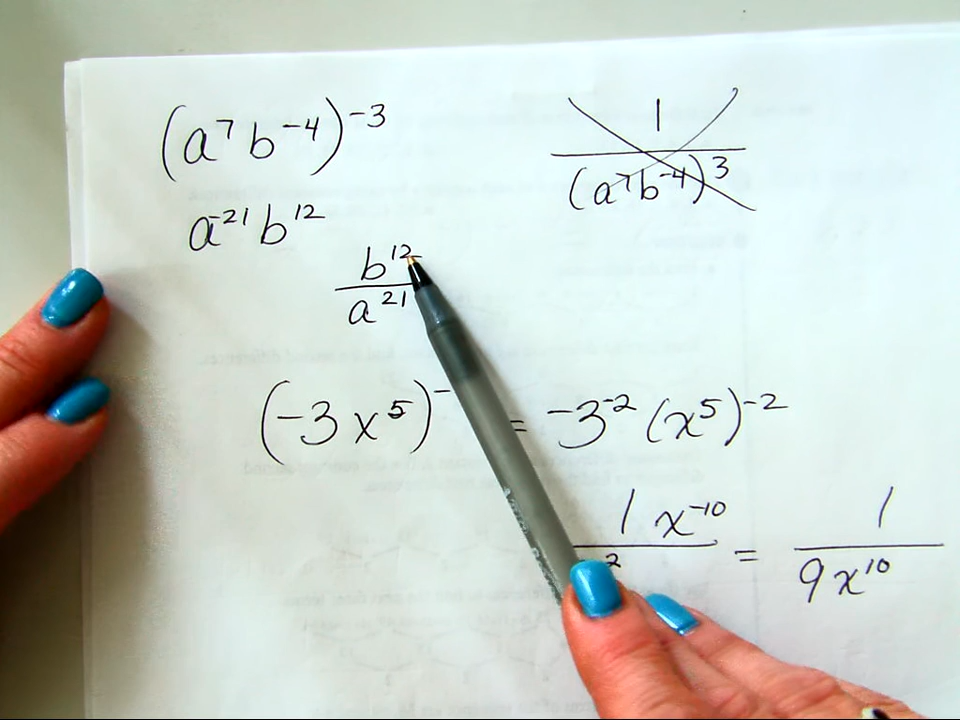 (a⁷b⁻⁴)⁻³
1
(a⁷b⁻⁴)³
a⁻²¹b¹²
b¹²
a²¹
(-3x⁵)⁻ = -3⁻² (x⁵)⁻²
1 x⁻¹⁰
² = 1
9x¹⁰